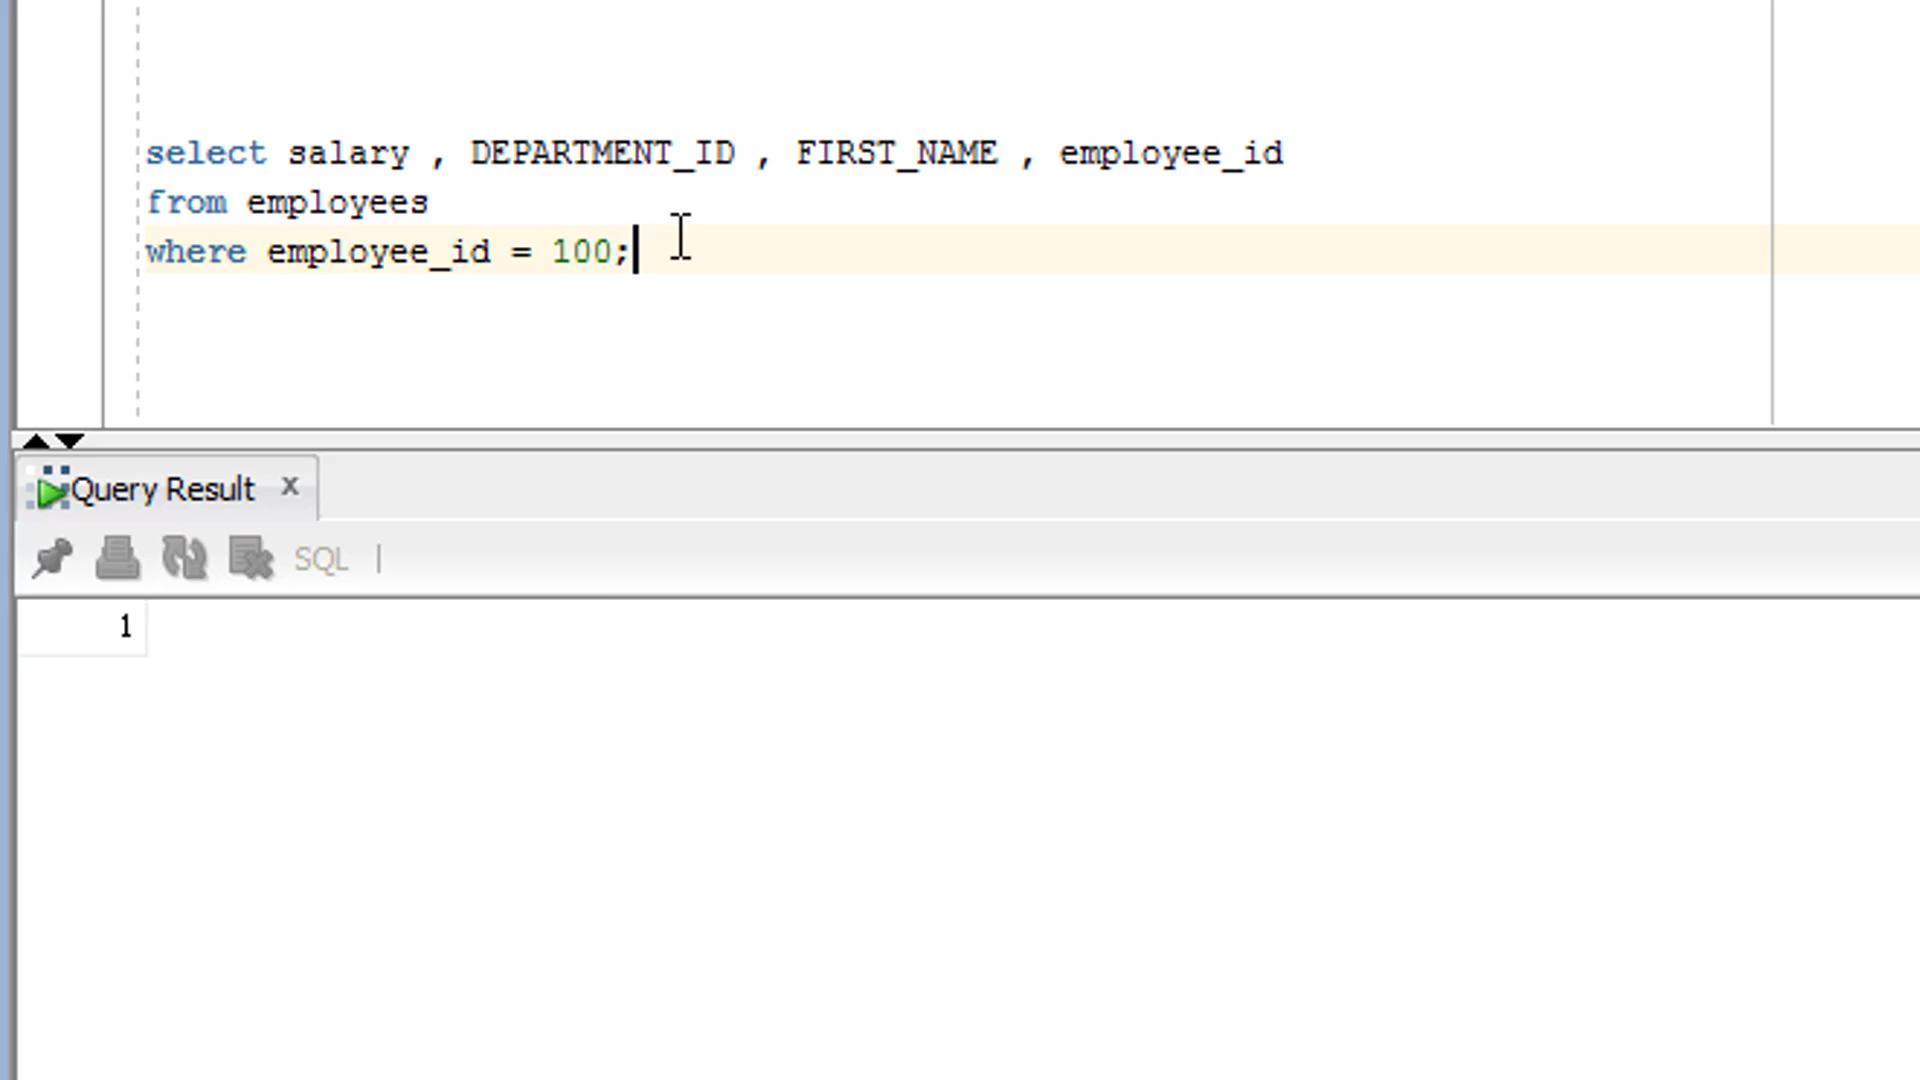 select salary , DEPARTMENT_ID , FIRST_NAME , employee_id
from employees
where employee_id = 100;
Query Result x
SQL |
1